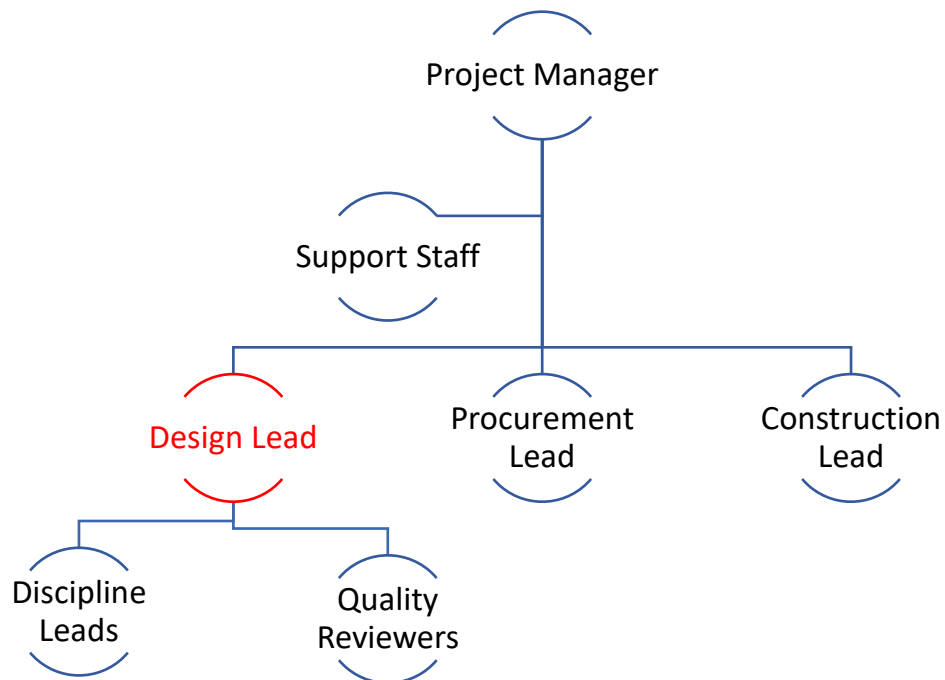 Project Manager
Support Staff
Design Lead
Procurement
Lead
Construction
Lead
Discipline
Leads
Quality
Reviewers